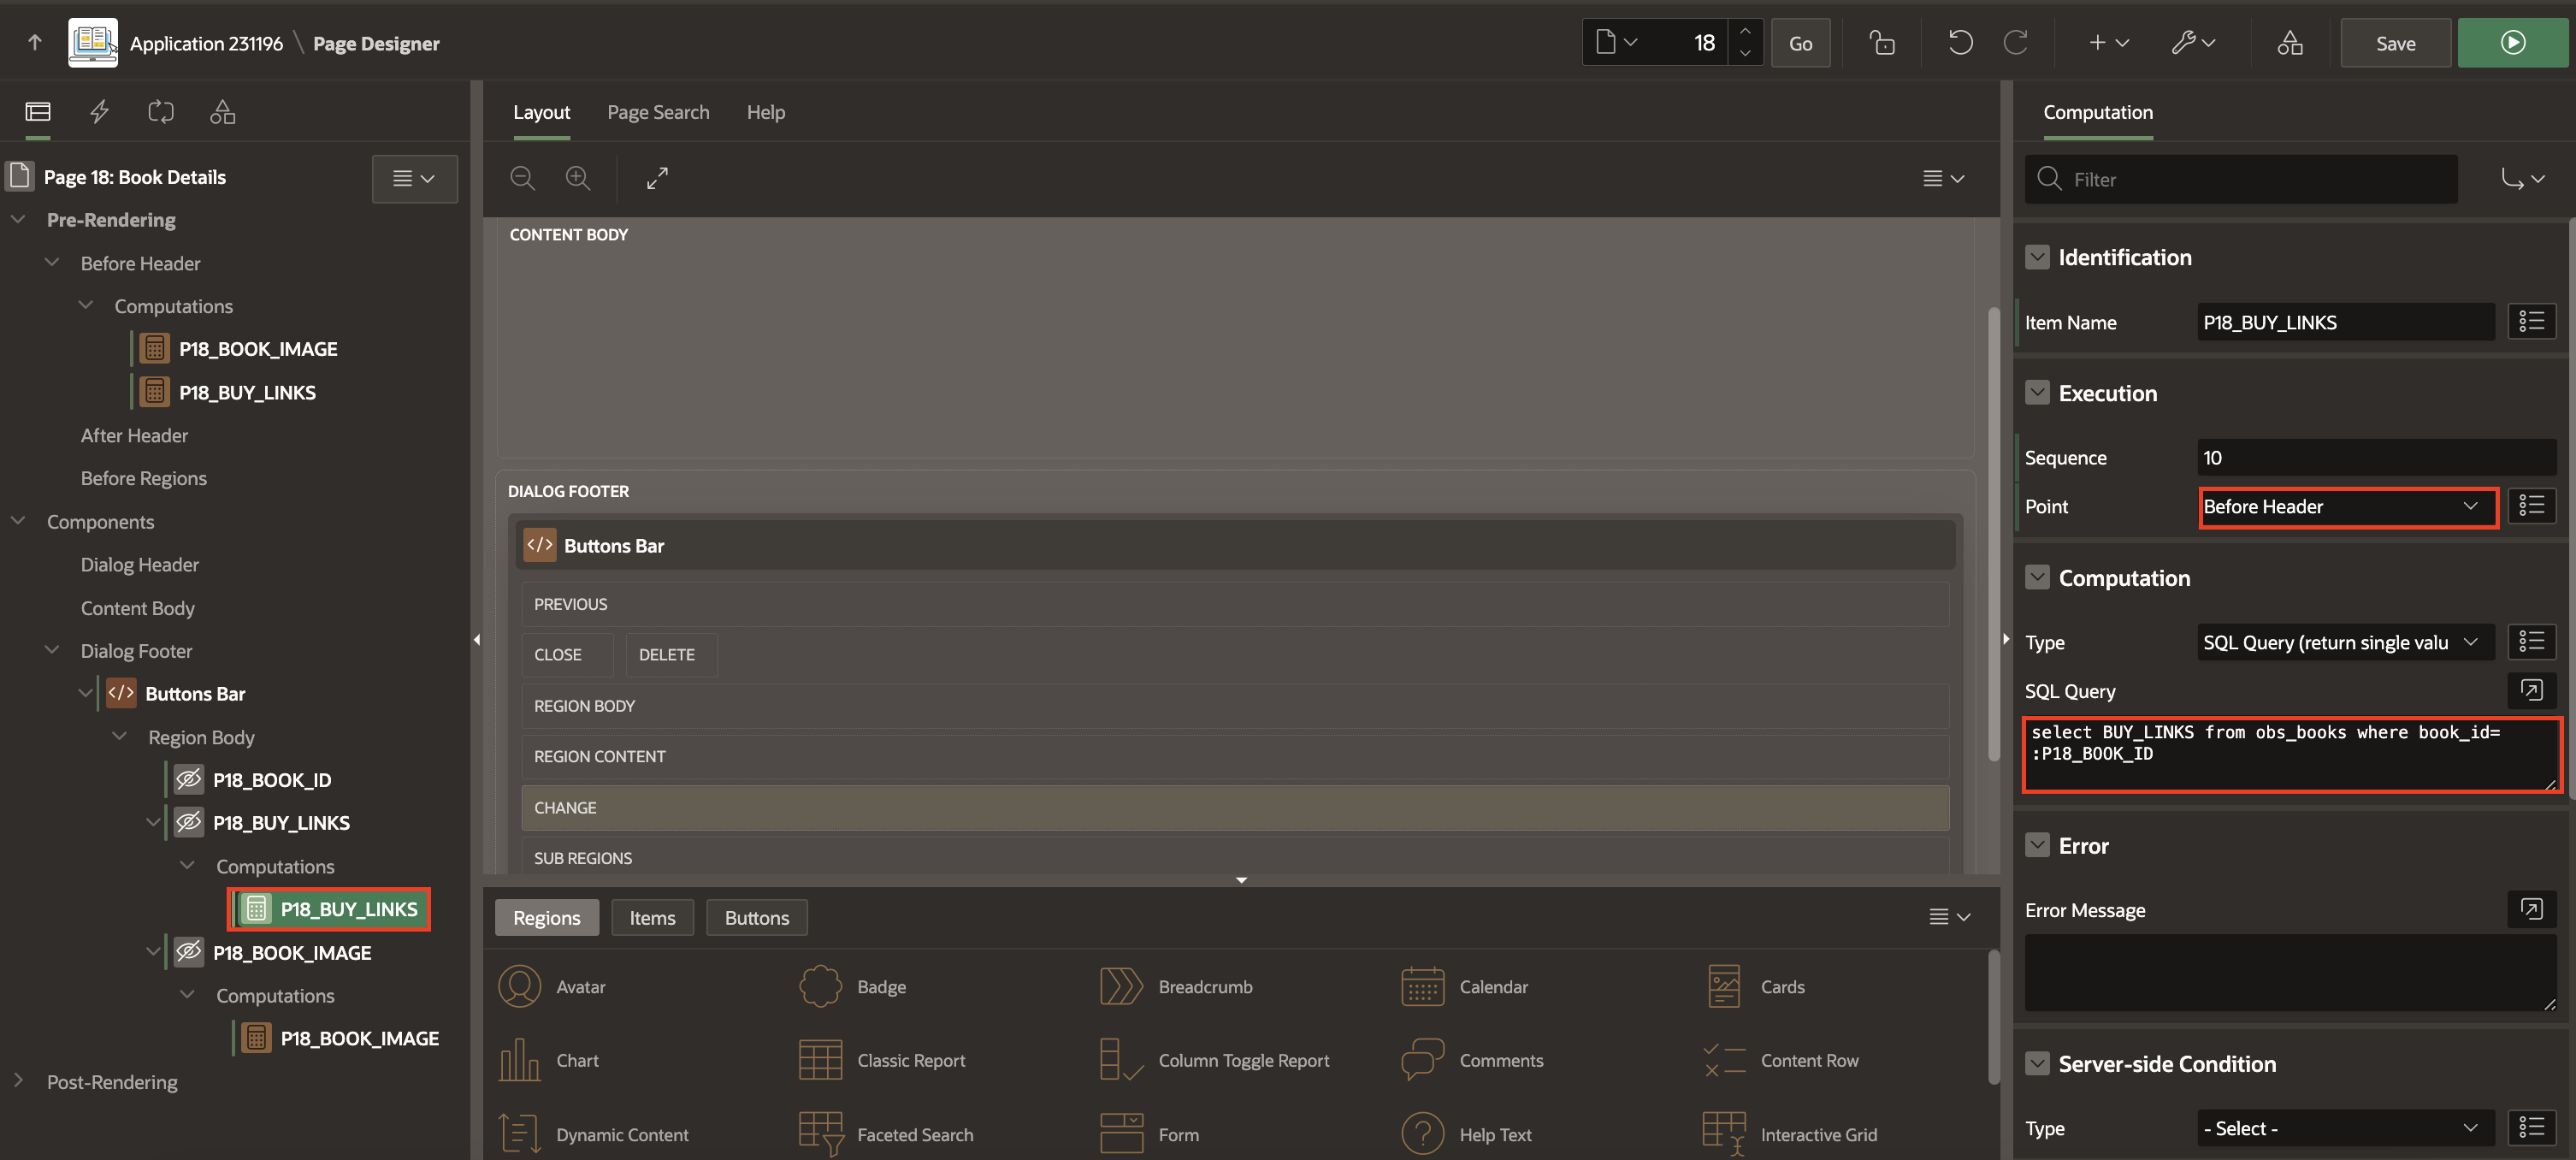 Application 231196 \ Page Designer
18
Go
Save
Page 18: Book Details
Pre-Rendering
Before Header
Computations
P18_BOOK_IMAGE
P18_BUY_LINKS
After Header
Before Regions
Components
Dialog Header
Content Body
Dialog Footer
Buttons Bar
Region Body
P18_BOOK_ID
P18_BUY_LINKS
Computations
P18_BUY_LINKS
P18_BOOK_IMAGE
Computations
P18_BOOK_IMAGE
Post-Rendering
Layout Page Search Help
CONTENT BODY
DIALOG FOOTER
Buttons Bar
PREVIOUS
CLOSE DELETE
REGION BODY
REGION CONTENT
CHANGE
SUB REGIONS
Regions Items Buttons
Avatar Badge Breadcrumb Calendar Cards
Chart Classic Report Column Toggle Report Comments Content Row
Dynamic Content Faceted Search Form Help Text Interactive Grid
Computation
Filter
Identification
Item Name P18_BUY_LINKS
Execution
Sequence 10
Point Before Header
Computation
Type SQL Query (return single valu
SQL Query
select BUY_LINKS from obs_books where book_id=
:P18_BOOK_ID
Error
Error Message
Server-side Condition
Type - Select -